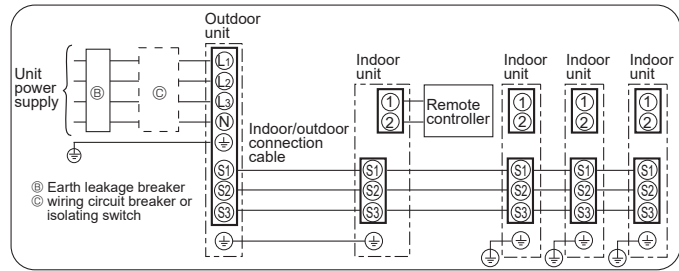 Outdoor
unit
Unit
power
supply
Ⓑ
Ⓒ
L1
L2
L3
N
S1
S2
S3
Indoor/outdoor
connection
cable
Ⓑ Earth leakage breaker
Ⓒ wiring circuit breaker or
isolating switch
Indoor
unit
1
2
Remote
controller
S1
S2
S3
Indoor
unit
1
2
S1
S2
S3
Indoor
unit
1
2
S1
S2
S3
Indoor
unit
1
2
S1
S2
S3